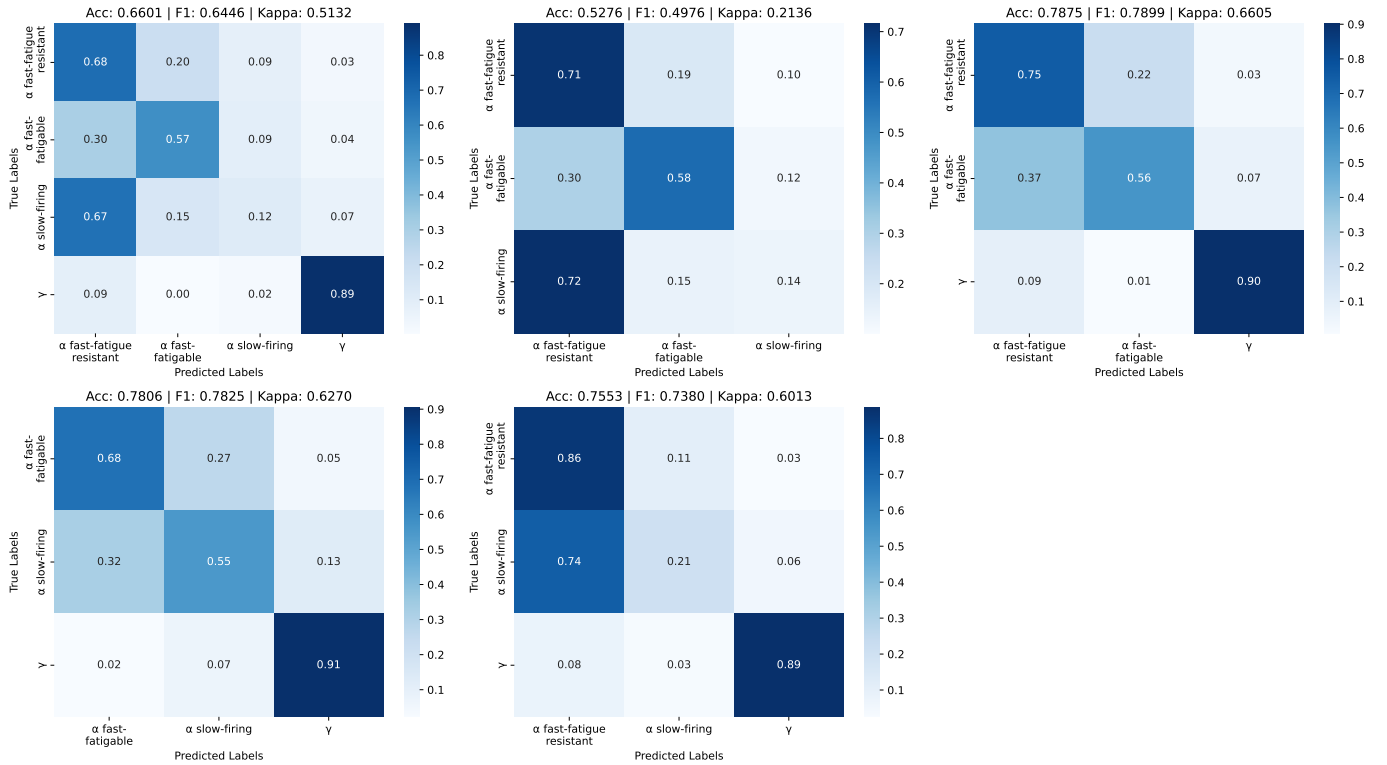 Acc: 0.6601 | F1: 0.6446 | Kappa: 0.5132
True Labels
α fast-fatigue
resistant
0.68 0.20 0.09 0.03
α fast-
fatigable
0.30 0.57 0.09 0.04
α slow-firing
0.67 0.15 0.12 0.07
γ
0.09 0.00 0.02 0.89
α fast-fatigue
resistant
α fast-
fatigable
α slow-firing
γ
Predicted Labels
0.8
0.7
0.6
0.5
0.4
0.3
0.2
0.1
Acc: 0.5276 | F1: 0.4976 | Kappa: 0.2136
True Labels
α fast-fatigue
resistant
0.71 0.19 0.10
α fast-
fatigable
0.30 0.58 0.12
α slow-firing
0.72 0.15 0.14
α fast-fatigue
resistant
α fast-
fatigable
α slow-firing
Predicted Labels
0.7
0.6
0.5
0.4
0.3
0.2
Acc: 0.7875 | F1: 0.7899 | Kappa: 0.6605
True Labels
α fast-fatigue
resistant
0.75 0.22 0.03
α fast-
fatigable
0.37 0.56 0.07
γ
0.09 0.01 0.90
α fast-fatigue
resistant
α fast-
fatigable
γ
Predicted Labels
0.9
0.8
0.7
0.6
0.5
0.4
0.3
0.2
0.1
Acc: 0.7806 | F1: 0.7825 | Kappa: 0.6270
True Labels
α fast-
fatigable
0.68 0.27 0.05
α slow-firing
0.32 0.55 0.13
γ
0.02 0.07 0.91
α fast-
fatigable
α slow-firing
γ
Predicted Labels
0.9
0.8
0.7
0.6
0.5
0.4
0.3
0.2
0.1
Acc: 0.7553 | F1: 0.7380 | Kappa: 0.6013
True Labels
α fast-fatigue
resistant
0.86 0.11 0.03
α slow-firing
0.74 0.21 0.06
γ
0.08 0.03 0.89
α fast-fatigue
resistant
α slow-firing
γ
Predicted Labels
0.8
0.7
0.6
0.5
0.4
0.3
0.2
0.1